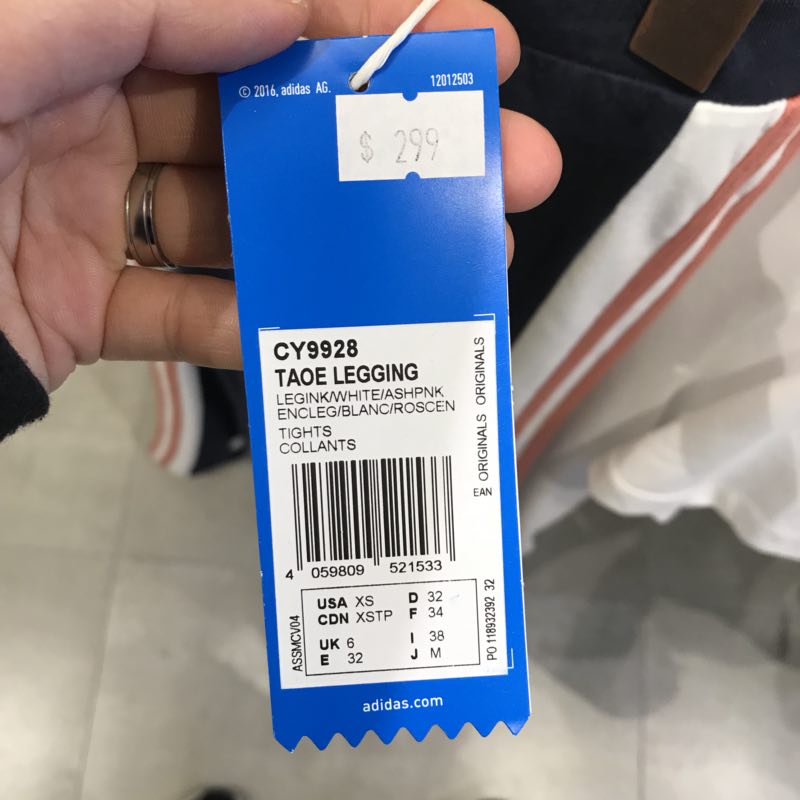 © 2016, adidas AG.
12012503
$ 299
CY9928
TAOE LEGGING
LEGINK/WHITE/ASHPNK
ENCLEG/BLANC/ROSCEN
TIGHTS
COLLANTS
ORIGINALS ORIGINALS
EAN
4 059809 521533
ASSMCV04
USA XS D 32
CDN XSTP F 34
UK 6 I 38
E 32 J M
PO 118932392 32
adidas.com